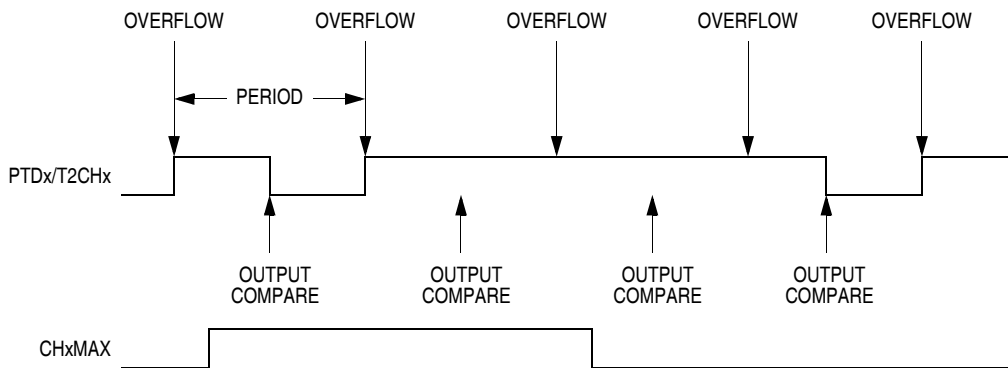 OVERFLOW OVERFLOW OVERFLOW OVERFLOW OVERFLOW
PERIOD
PTDx/T2CHx
OUTPUT COMPARE
OUTPUT COMPARE
OUTPUT COMPARE
OUTPUT COMPARE
CHxMAX